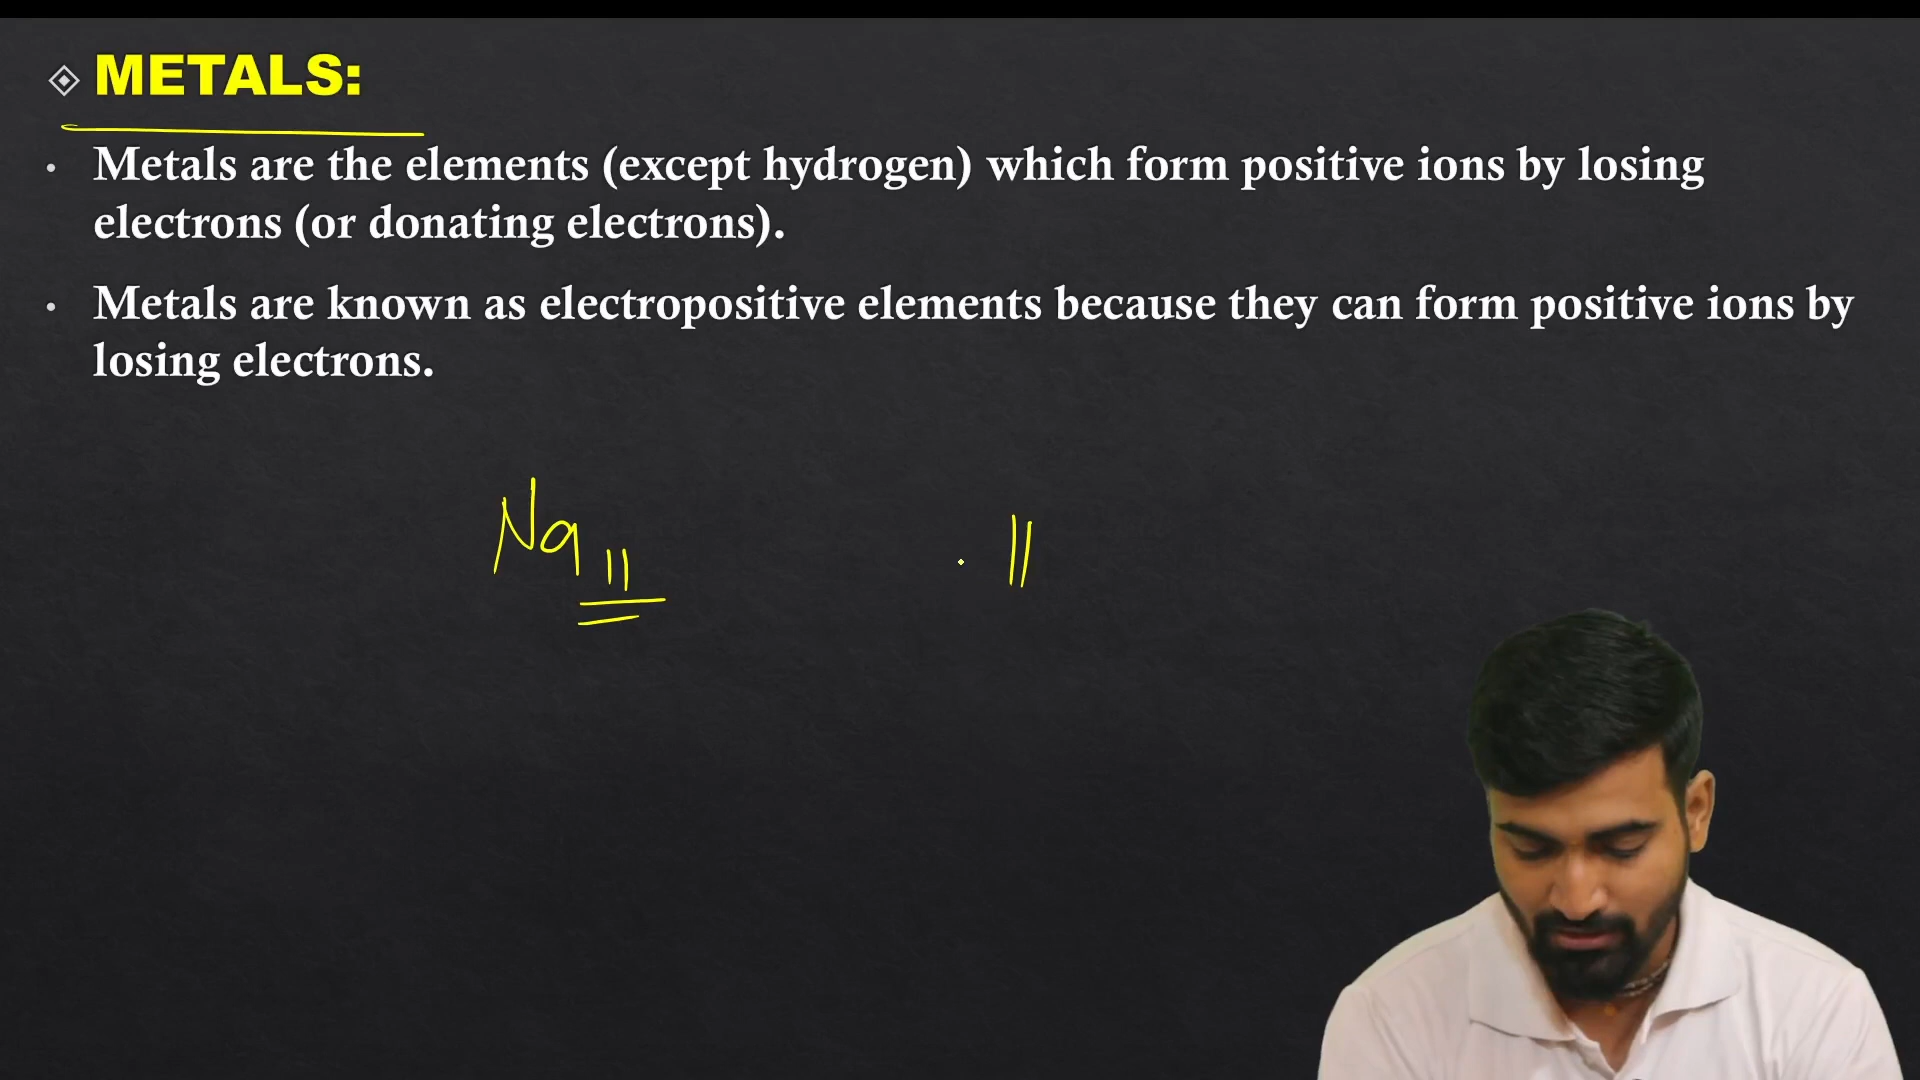 METALS:
Metals are the elements (except hydrogen) which form positive ions by losing
electrons (or donating electrons).
Metals are known as electropositive elements because they can form positive ions by
losing electrons.
Na 11
11